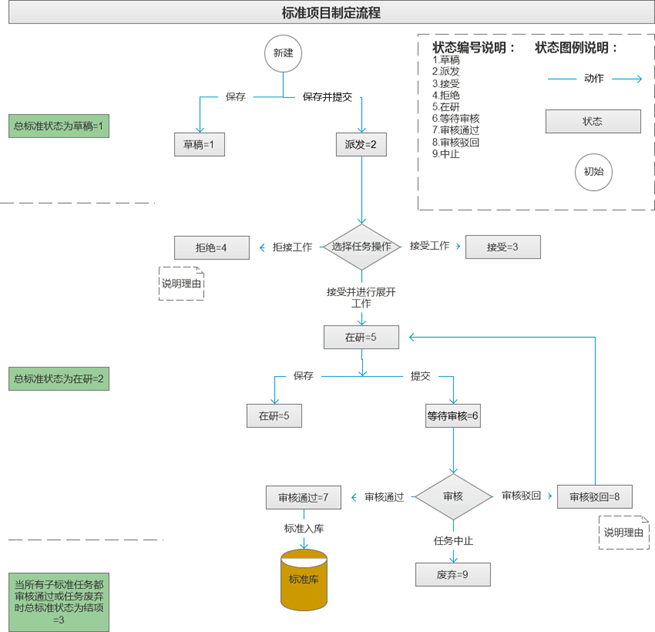 标准项目制定流程
新建
状态编号说明：
状态图例说明：
1.草稿
2.派发
3.接受
4.拒绝
5.在研
6.等待审核
7.审核通过
8.审核驳回
9.中止
动作
状态
初始
保存
保存并提交
总标准状态为草稿=1
草稿=1
派发=2
拒绝=4
拒接工作
选择任务操作
接受工作
接受=3
说明理由
接受并进行展开
工作
在研=5
总标准状态为在研=2
保存
提交
在研=5
等待审核=6
审核通过=7
审核通过
审核
审核驳回
审核驳回=8
说明理由
标准入库
任务中止
标准库
废弃=9
当所有子标准任务都
审核通过或任务废弃
时总标准状态为结项
=3